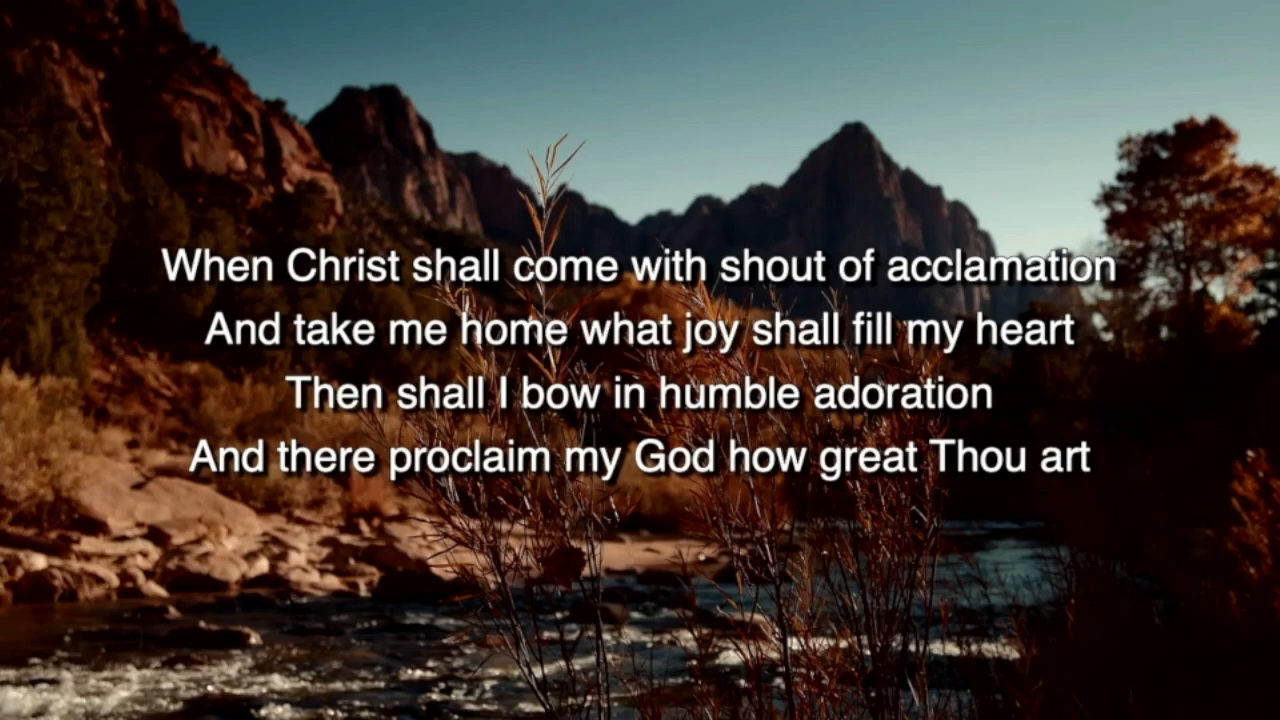 When Christ shall come with shout of acclamation
And take me home what joy shall fill my heart
Then shall I bow in humble adoration
And there proclaim my God how great Thou art